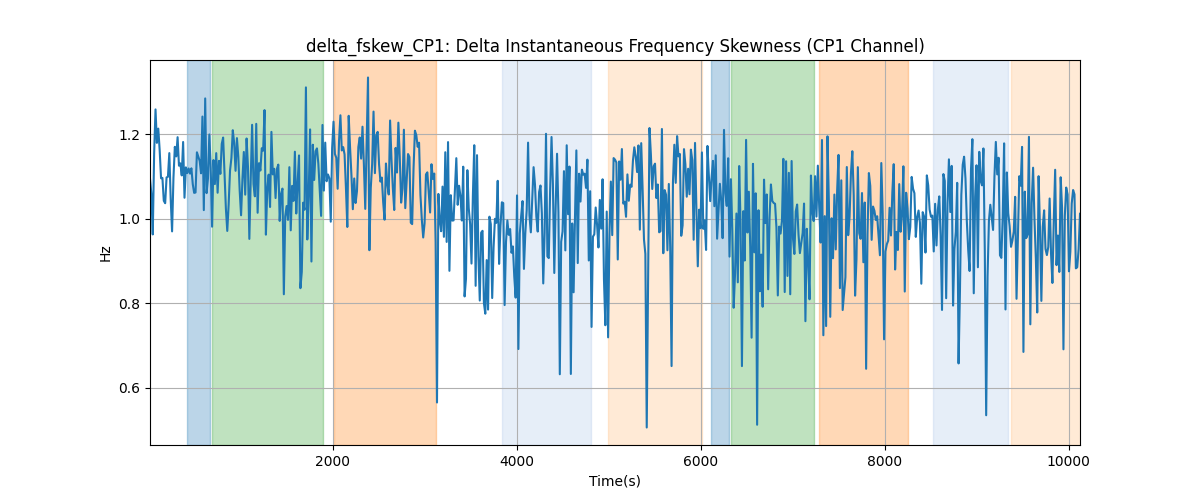 delta_fskew_CP1: Delta Instantaneous Frequency Skewness (CP1 Channel)
Hz
1.2
1.0
0.8
0.6
2000 4000 6000 8000 10000
Time(s)